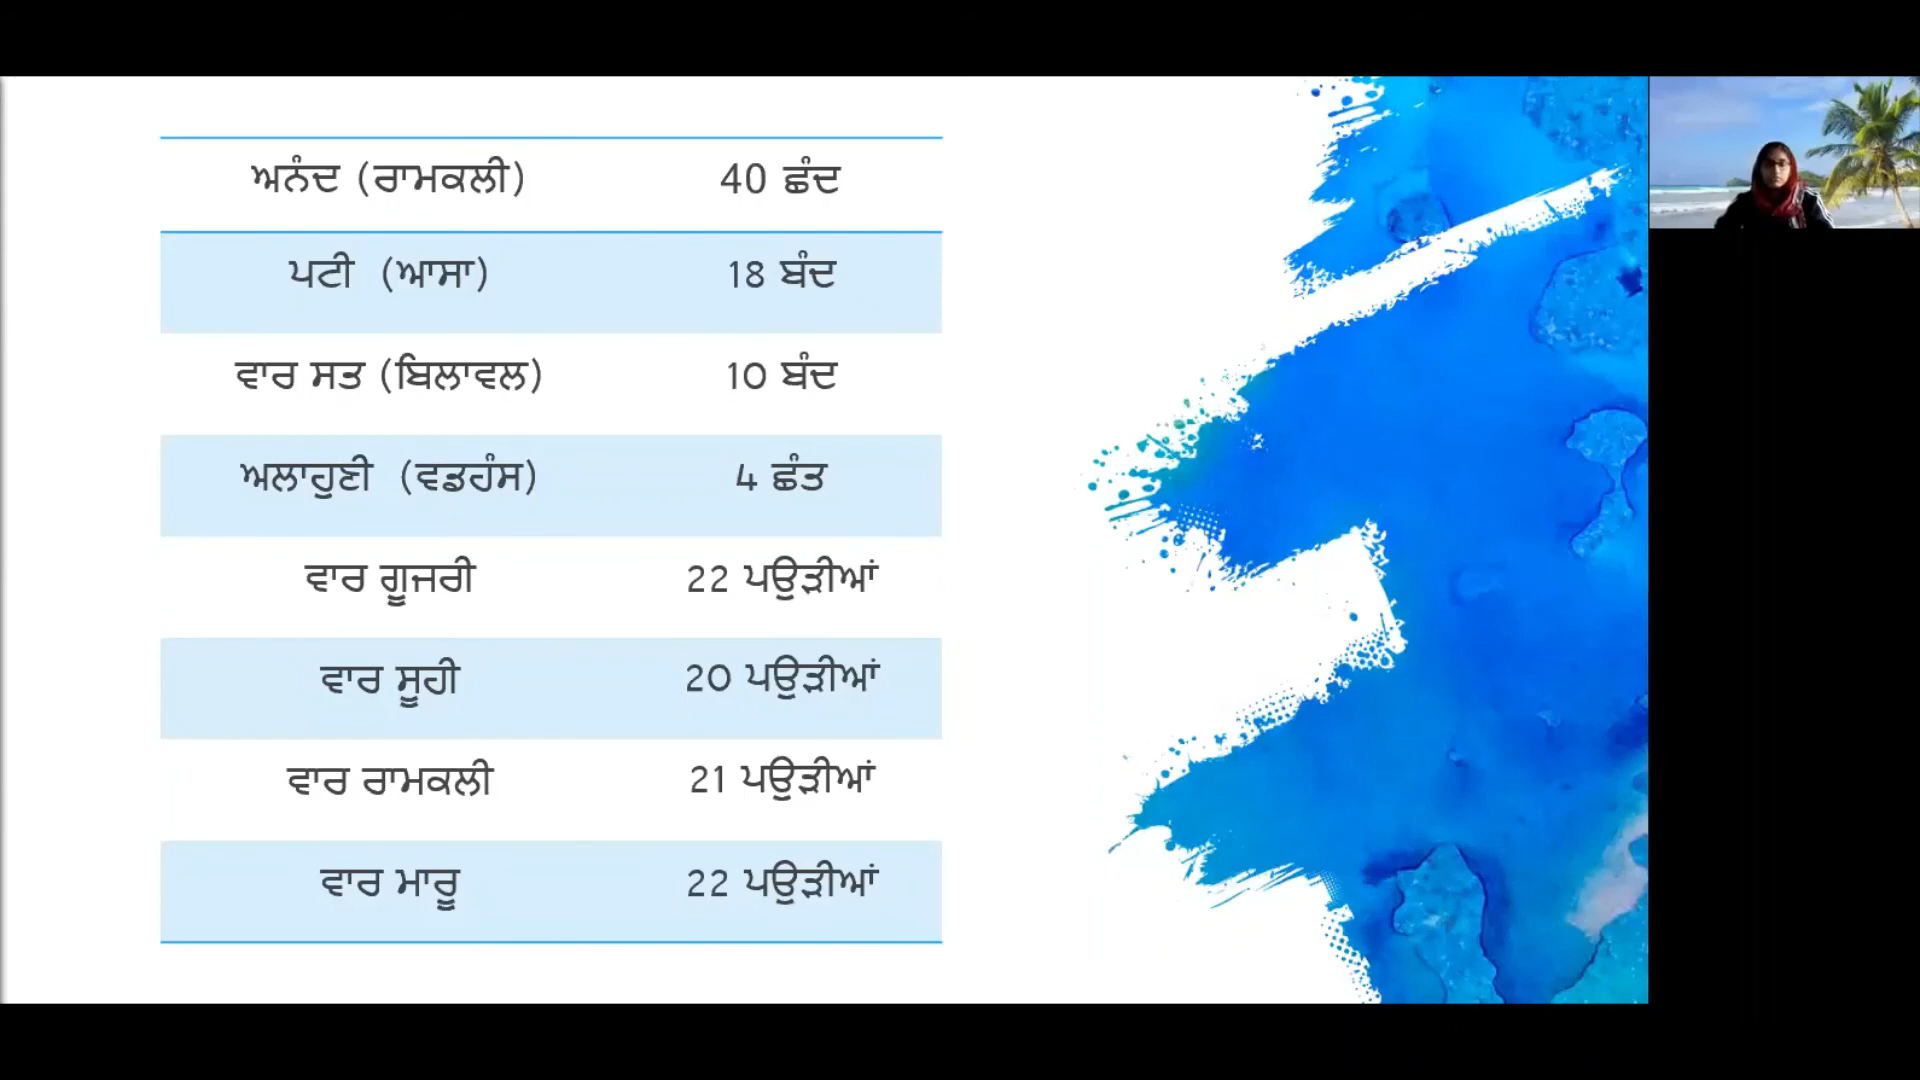 ਅਨੰਦ (ਰਾਮਕਲੀ) 40 ਛੰਦ
ਪਟੀ (ਆਸਾ) 18 ਬੰਦ
ਵਾਰ ਸਤ (ਬਿਲਾਵਲ) 10 ਬੰਦ
ਅਲਾਹੁਣੀ (ਵਡਹੰਸ) 4 ਛੰਤ
ਵਾਰ ਗੂਜਰੀ 22 ਪਉੜੀਆਂ
ਵਾਰ ਸੂਹੀ 20 ਪਉੜੀਆਂ
ਵਾਰ ਰਾਮਕਲੀ 21 ਪਉੜੀਆਂ
ਵਾਰ ਮਾਰੂ 22 ਪਉੜੀਆਂ